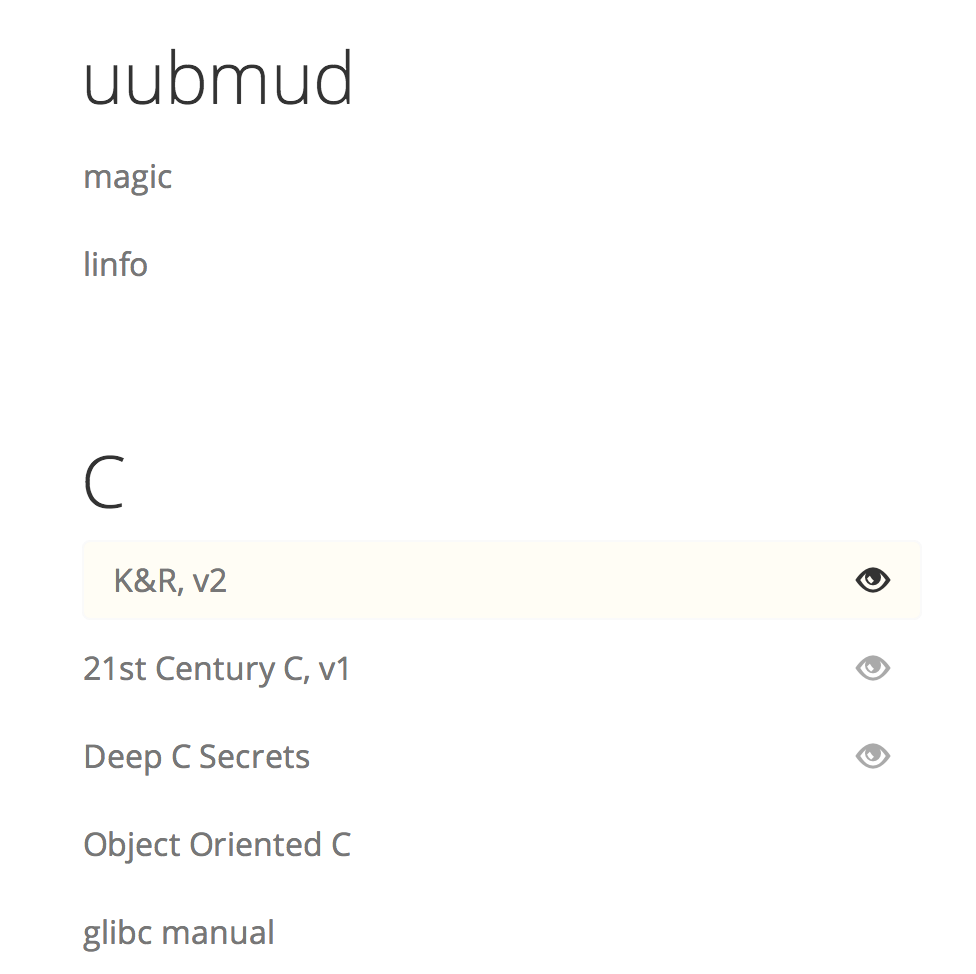 uubmud
magic
linfo
C
K&R, v2
21st Century C, v1
Deep C Secrets
Object Oriented C
glibc manual